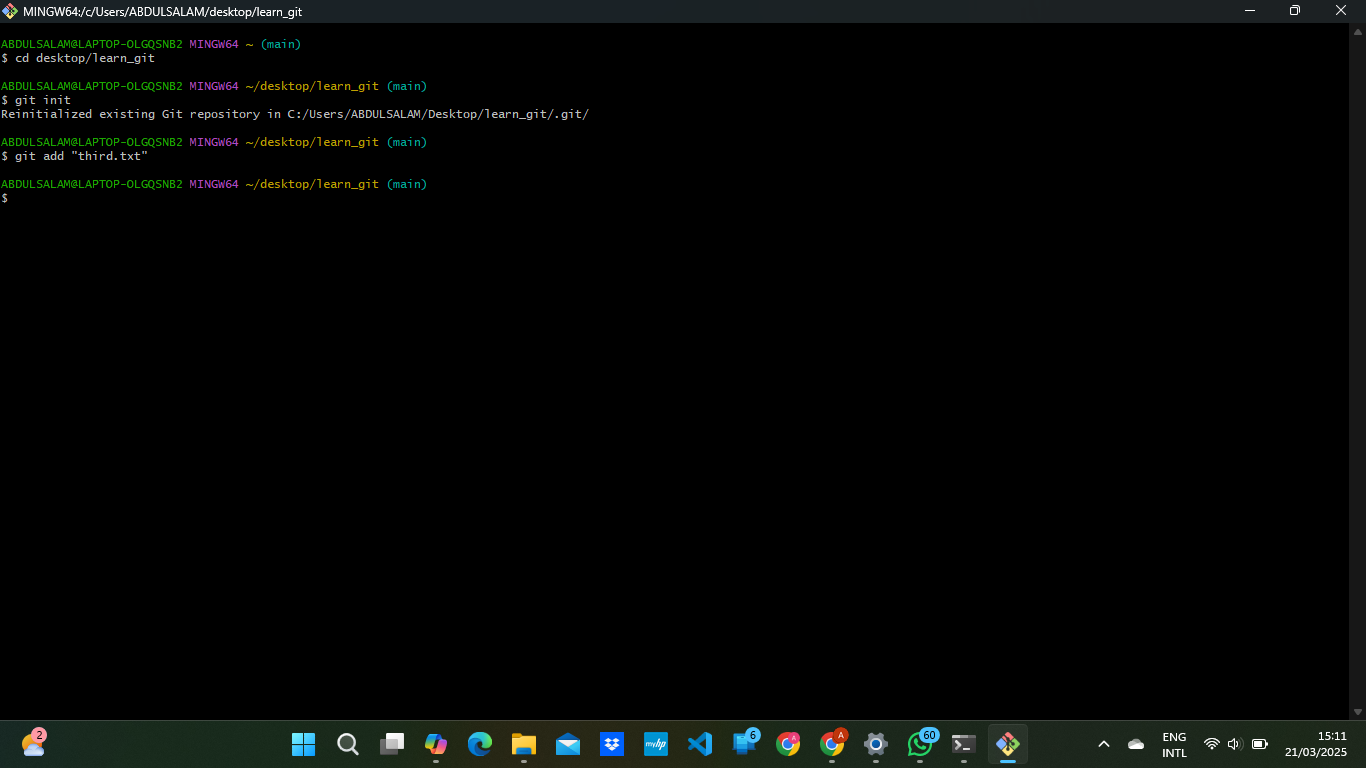 MINGW64:/c/Users/ABDULSALAM/desktop/learn_git
ABDULSALAM@LAPTOP-OLGQSNB2 MINGW64 ~ (main)
$ cd desktop/learn_git
ABDULSALAM@LAPTOP-OLGQSNB2 MINGW64 ~/desktop/learn_git (main)
$ git init
Reinitialized existing Git repository in C:/Users/ABDULSALAM/Desktop/learn_git/.git/
ABDULSALAM@LAPTOP-OLGQSNB2 MINGW64 ~/desktop/learn_git (main)
$ git add "third.txt"
ABDULSALAM@LAPTOP-OLGQSNB2 MINGW64 ~/desktop/learn_git (main)
$
2
myhp
6
A
A
60
ENG
INTL
15:11
21/03/2025